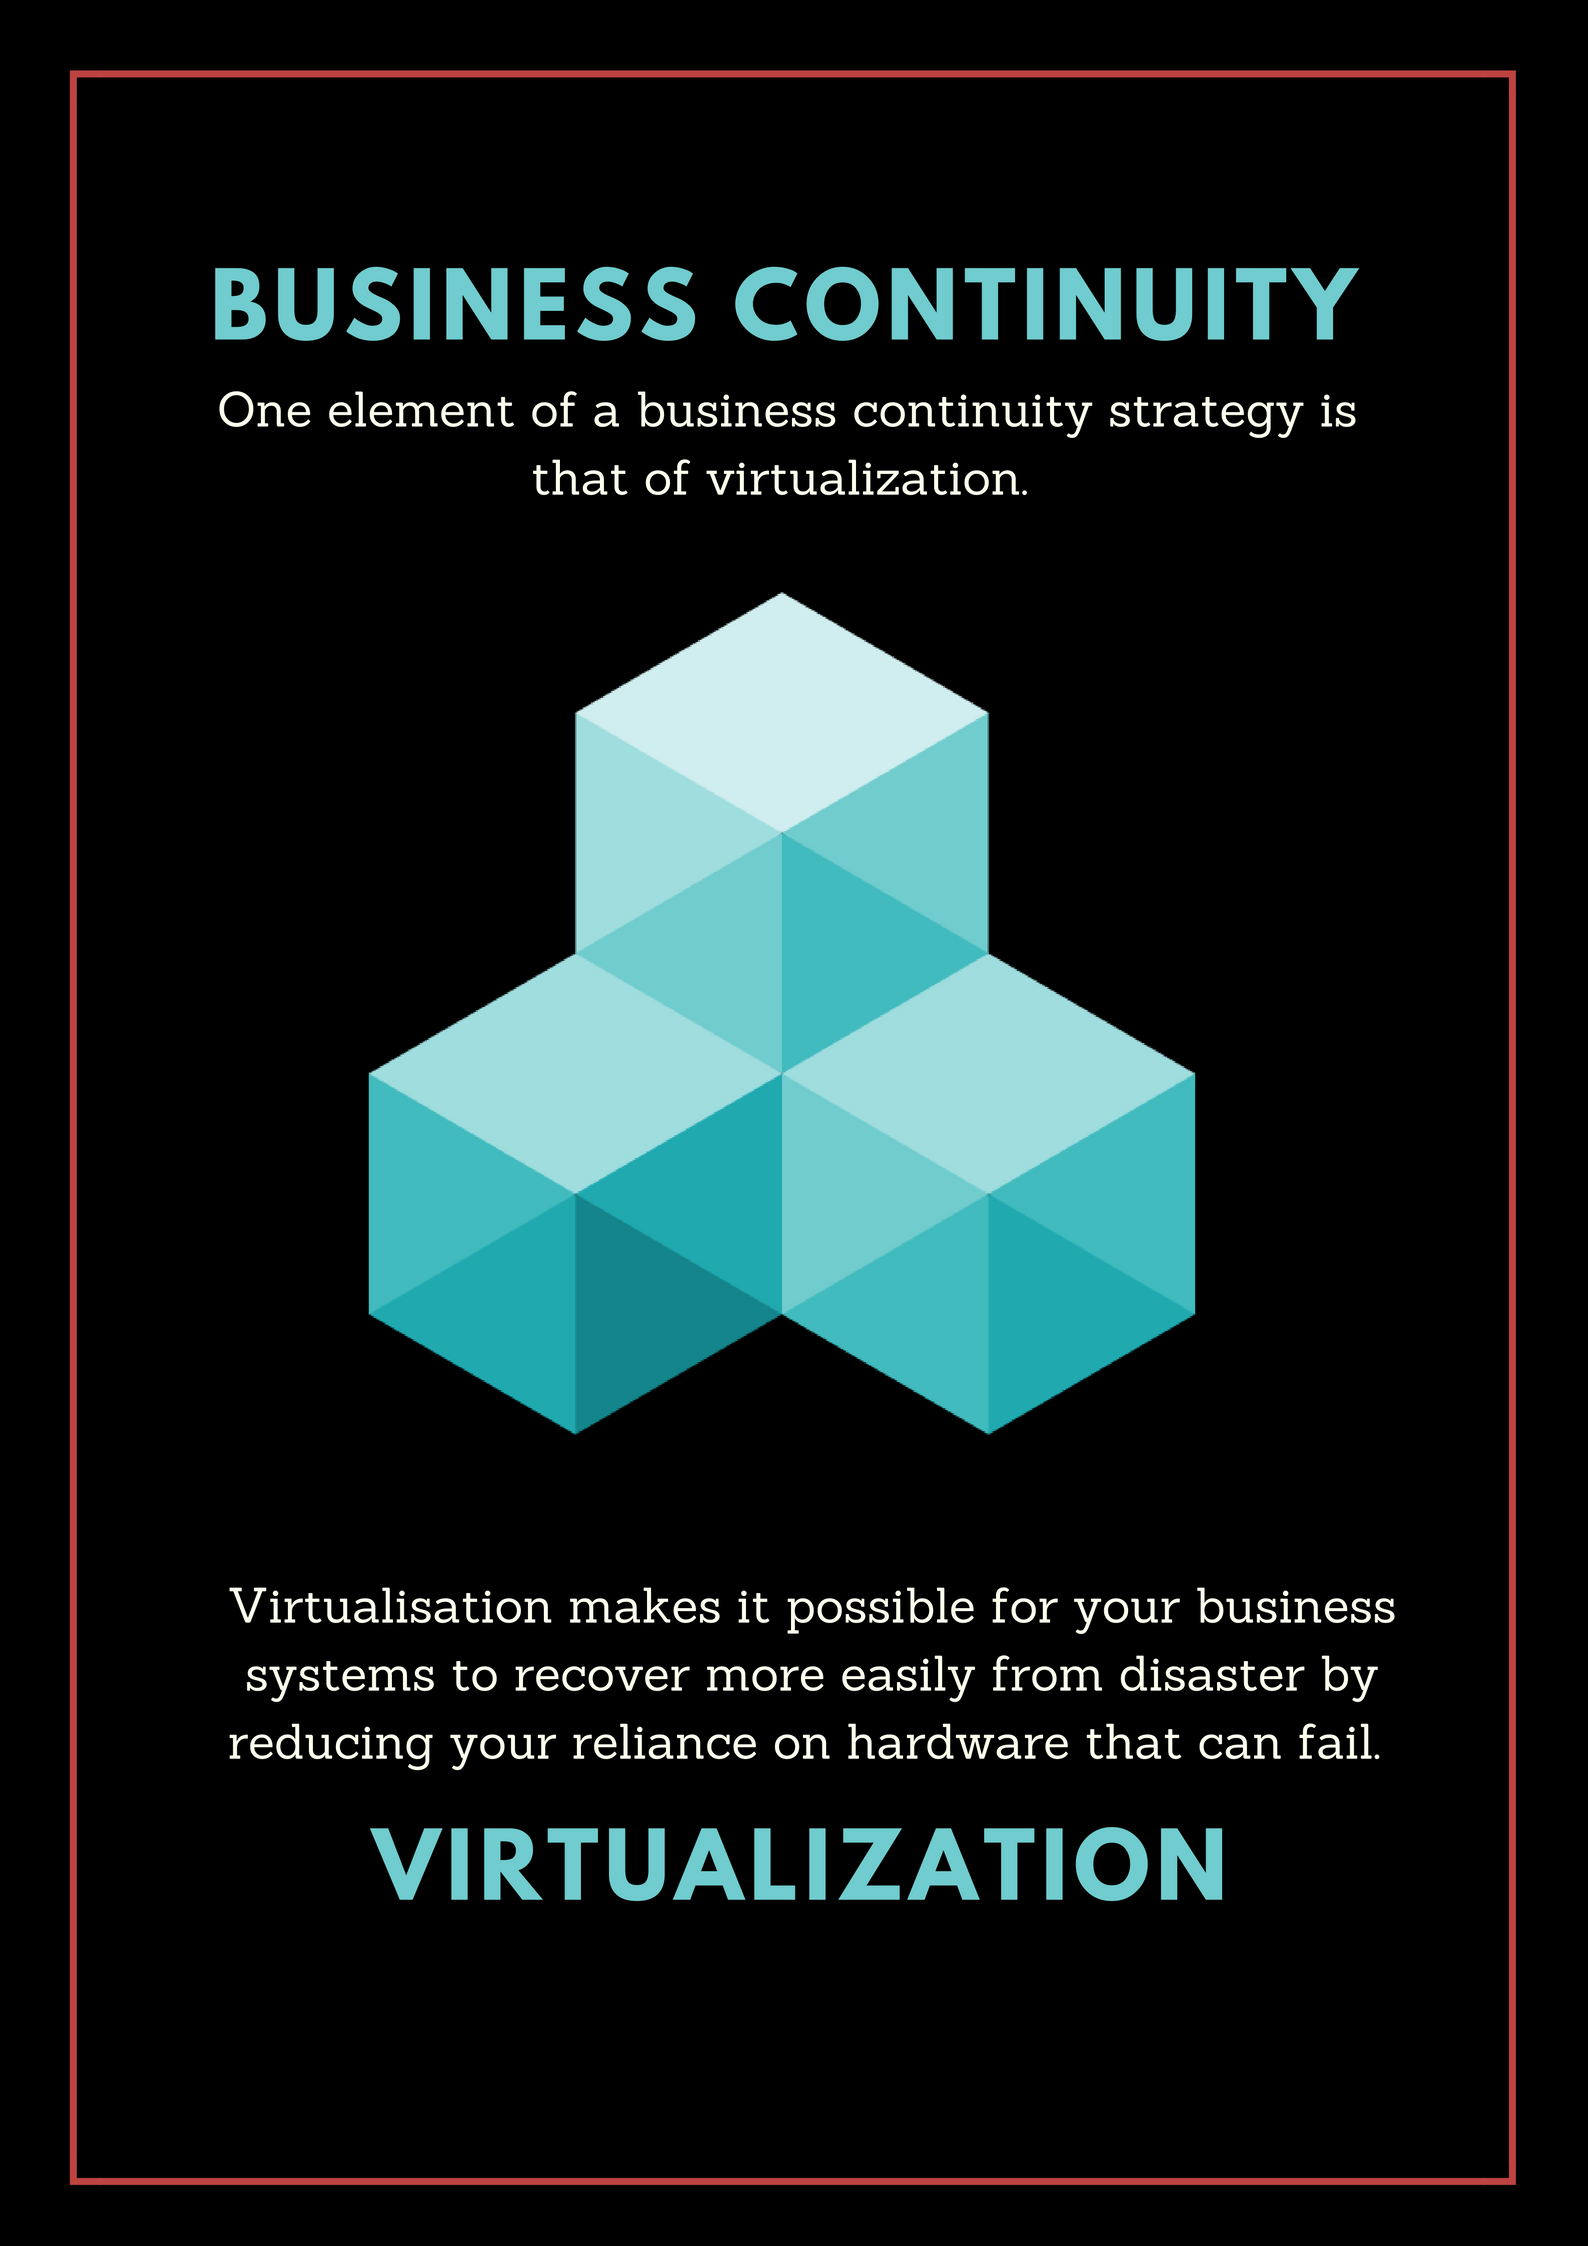 BUSINESS CONTINUITY
One element of a business continuity strategy is
that of virtualization.
Virtualisation makes it possible for your business
systems to recover more easily from disaster by
reducing your reliance on hardware that can fail.
VIRTUALIZATION